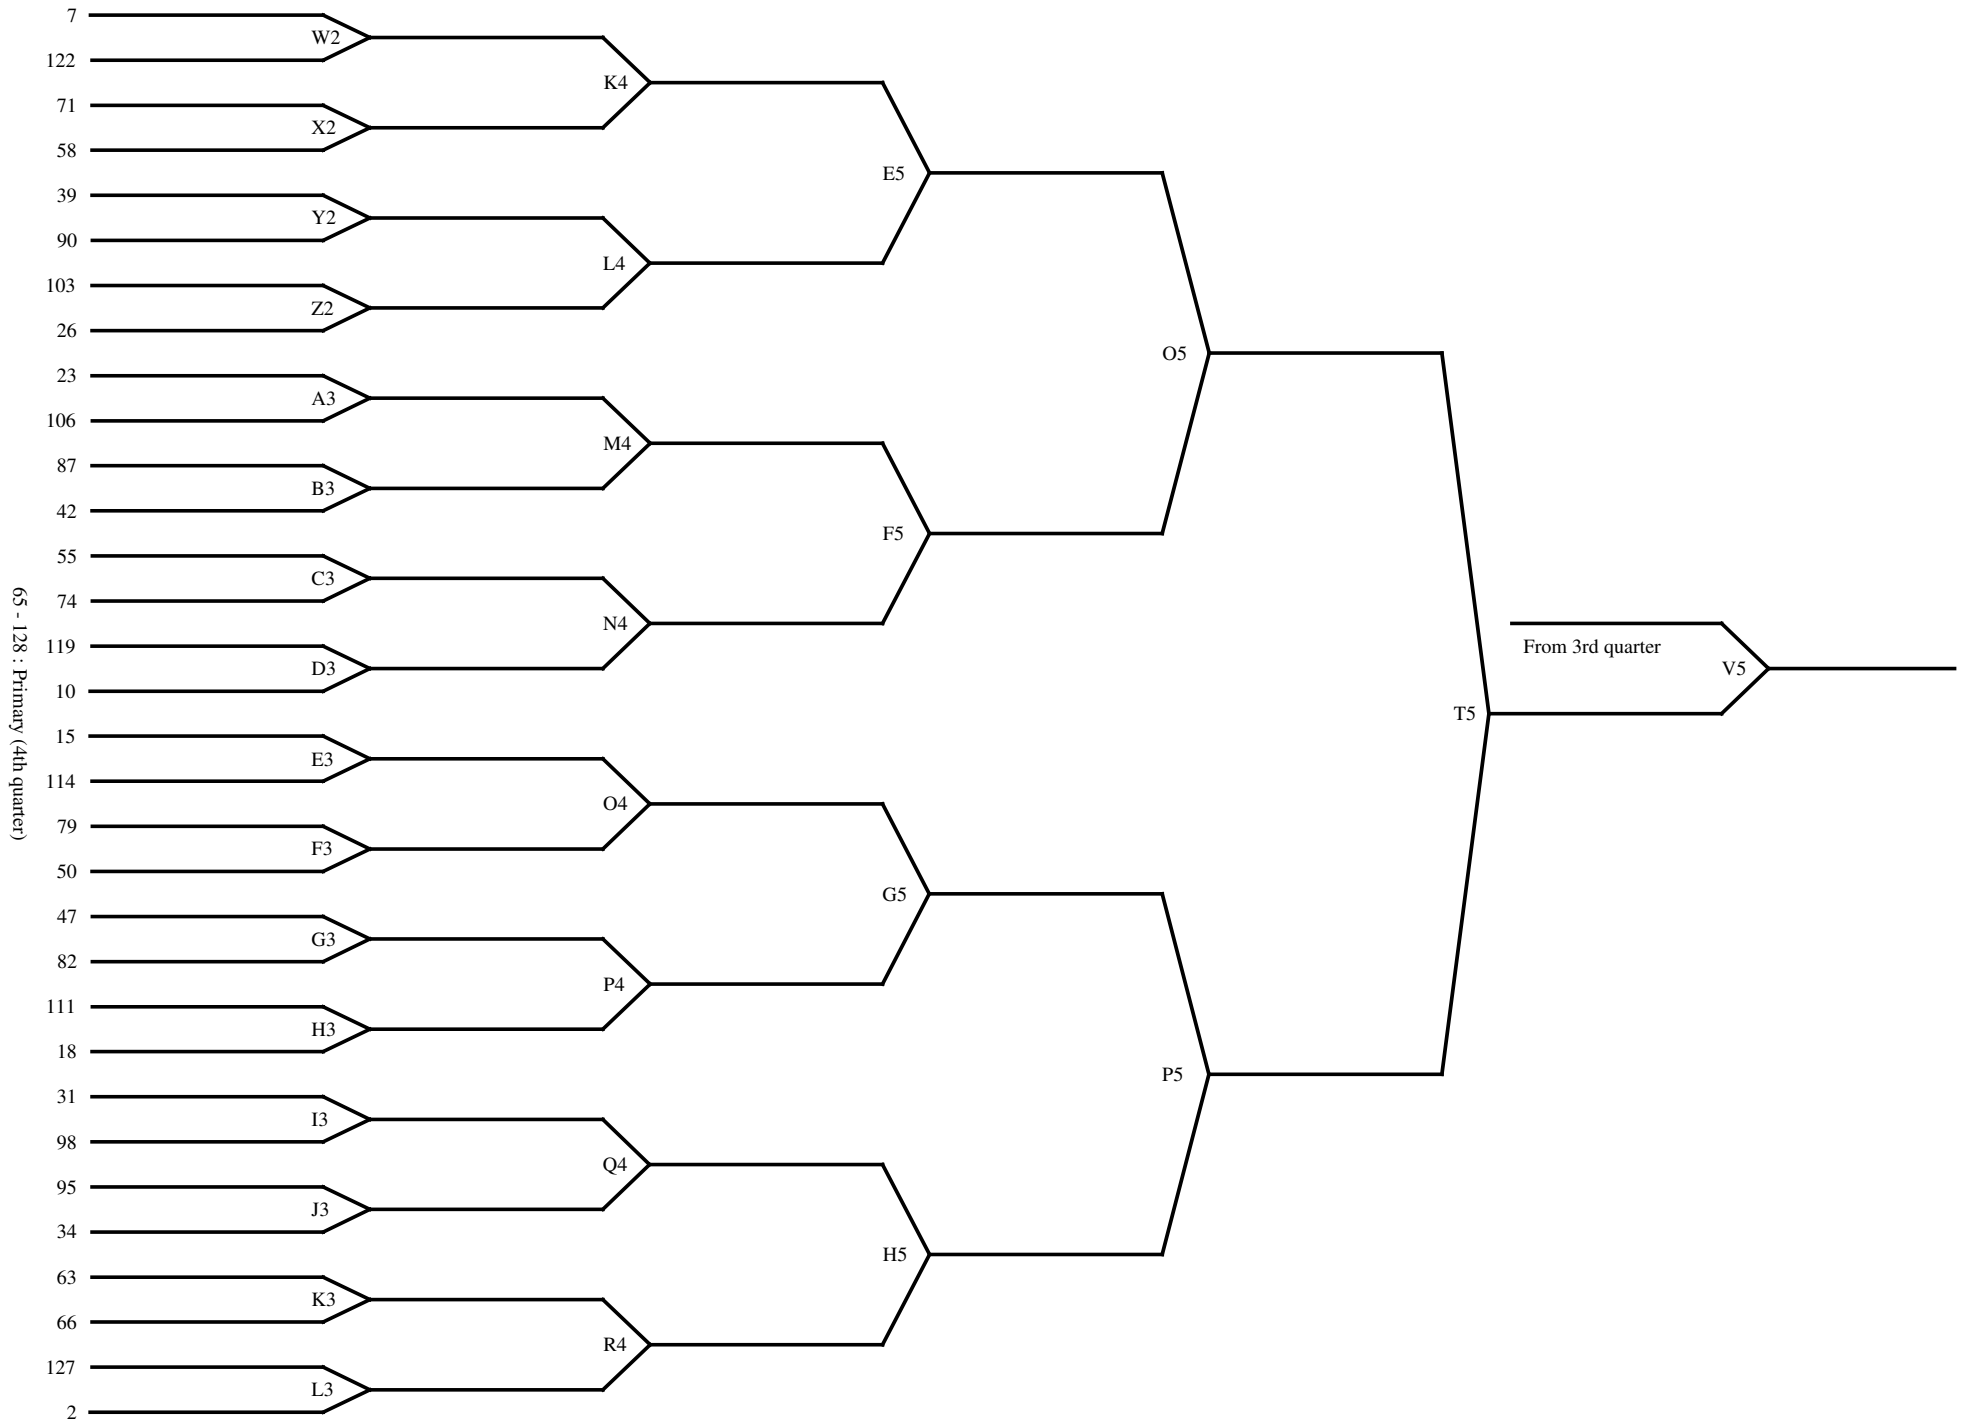 7
W2
122
K4
71
X2
58
E5
39
Y2
90
L4
103
Z2
26
O5
23
A3
106
M4
87
B3
42
F5
55
C3
74
N4
119
D3
10
From 3rd quarter
V5
T5
65 - 128 : Primary (4th quarter)
15
E3
114
O4
79
F3
50
G5
47
G3
82
P4
111
H3
18
P5
31
I3
98
Q4
95
J3
34
H5
63
K3
66
R4
127
L3
2